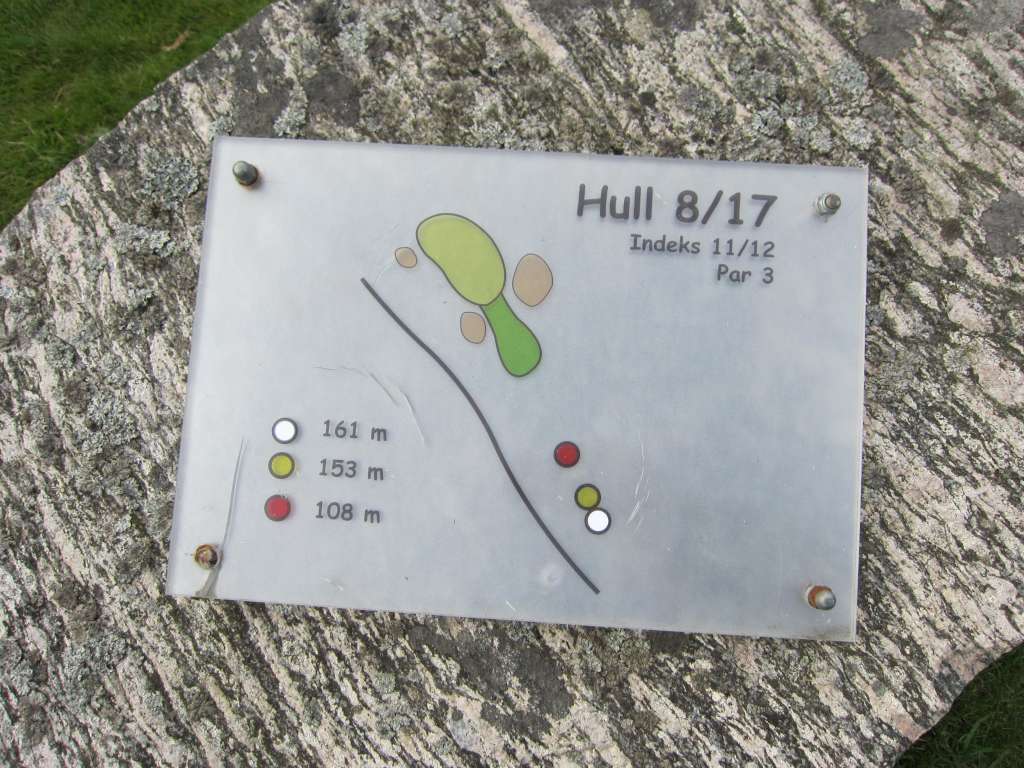 Hull 8/17
Indeks 11/12
Par 3
161 m
153 m
108 m